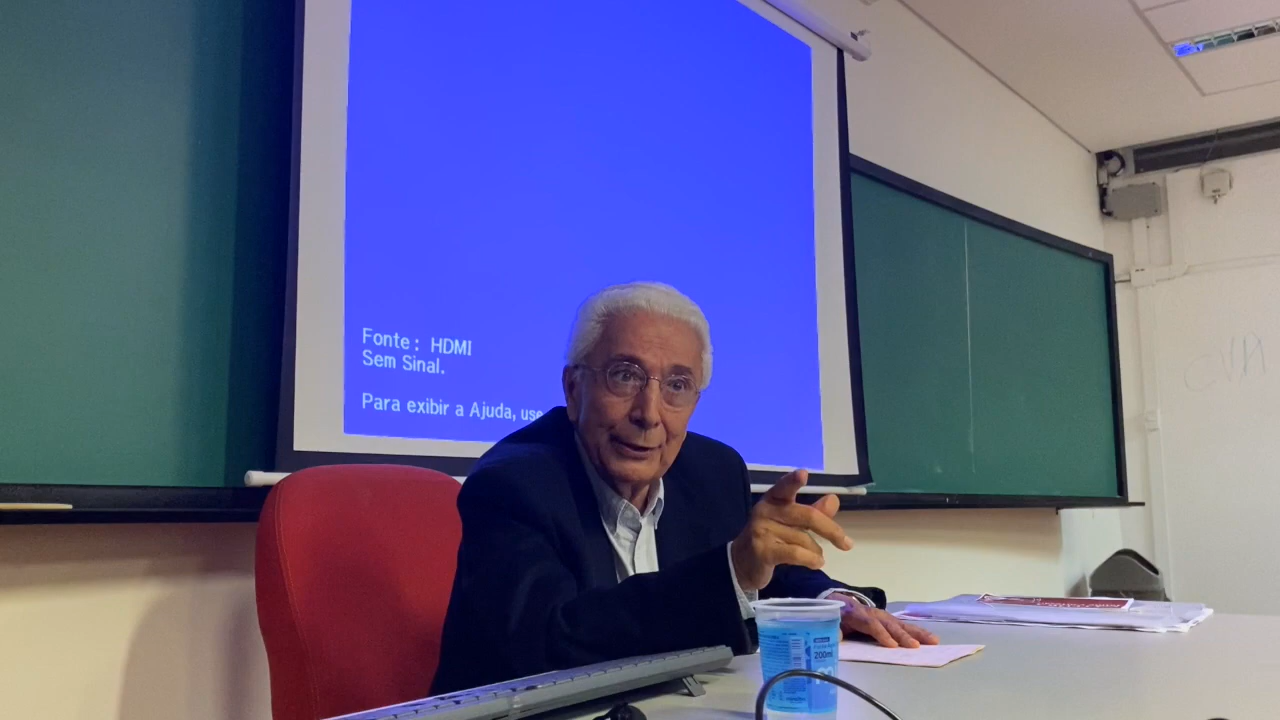 Fonte : HDMI
Sem Sinal.
Para exibir a Ajuda, use
200ml